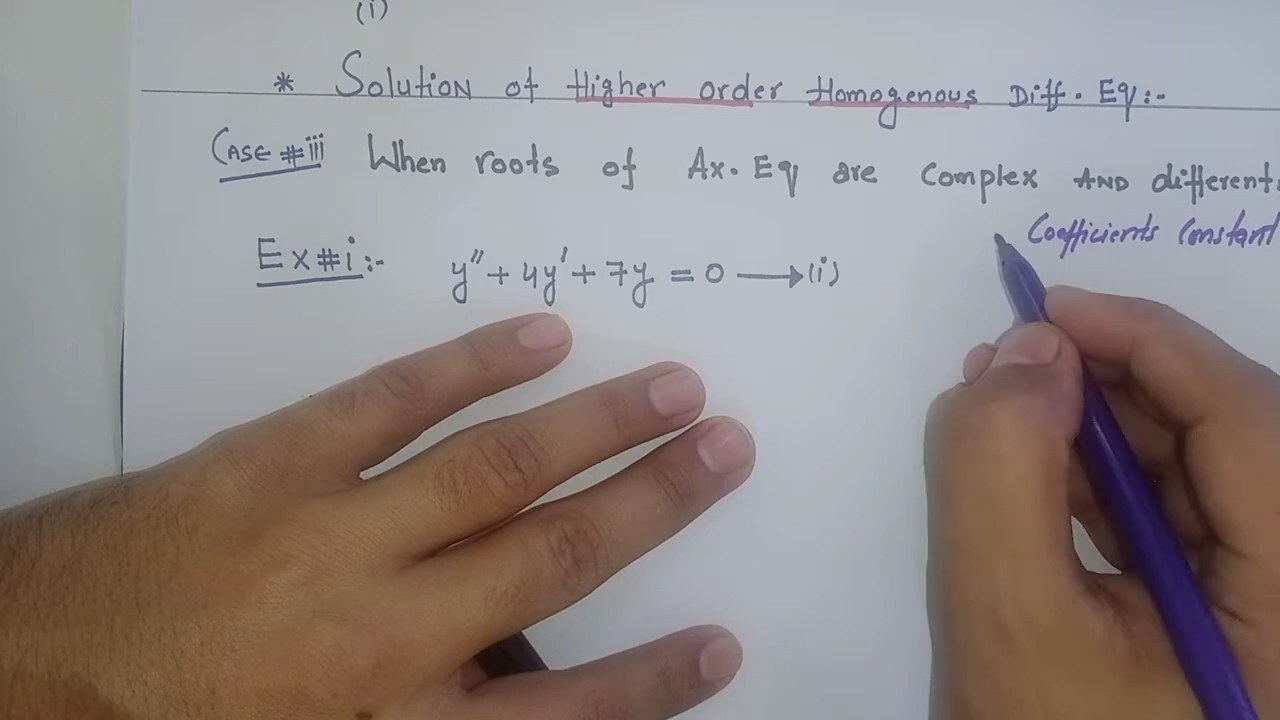 (i)
* Solution of Higher order Homogenous Diff. Eq:-
Case #iii When roots of Ax. Eq are complex AND different
Coefficients Constant
Ex#i:- y'' + 4y' + 7y = 0 ⟶(i)